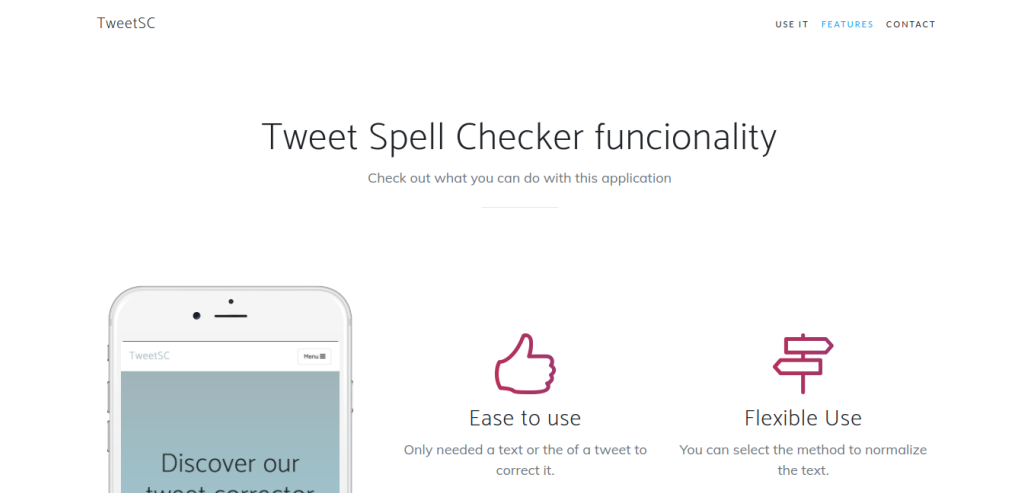 TweetSC
USE IT FEATURES CONTACT
Tweet Spell Checker funcionality
Check out what you can do with this application
TweetSC
Menu
Discover our
tweet corrector
Ease to use
Only needed a text or the of a tweet to
correct it.
Flexible Use
You can select the method to normalize
the text.